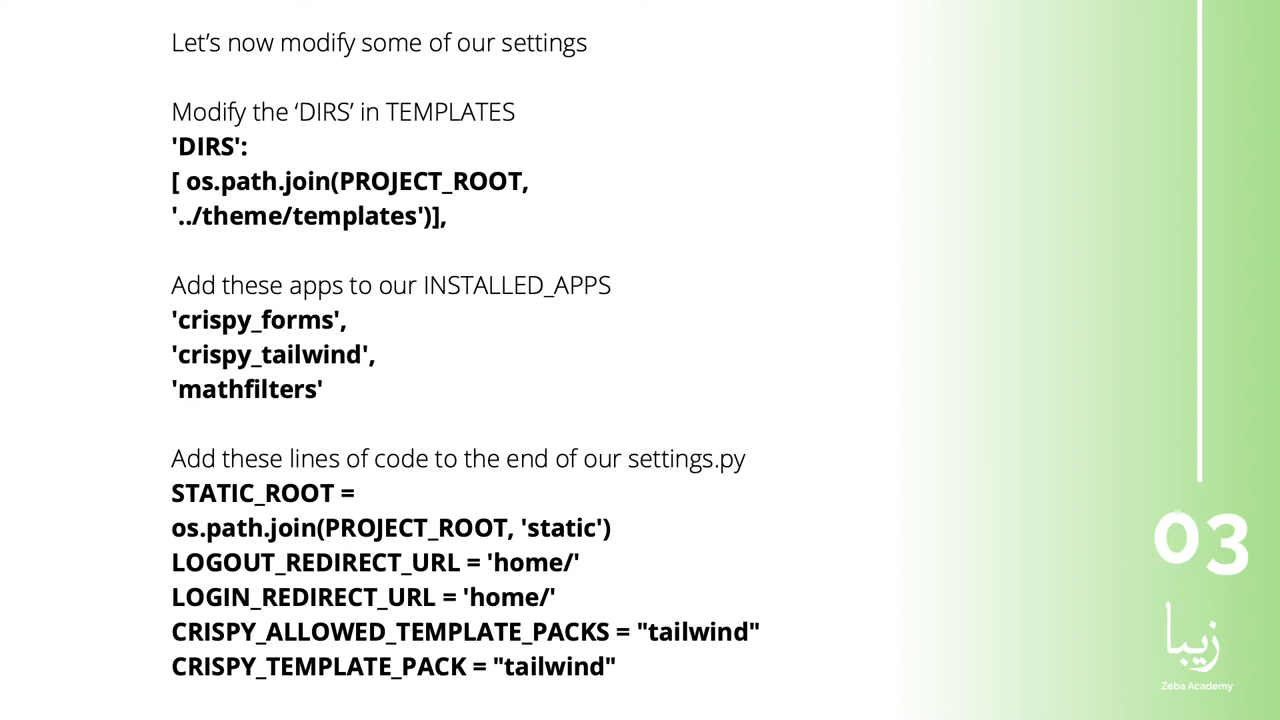 Let’s now modify some of our settings
Modify the ‘DIRS’ in TEMPLATES
'DIRS':
[ os.path.join(PROJECT_ROOT,
'../theme/templates')],
Add these apps to our INSTALLED_APPS
'crispy_forms',
'crispy_tailwind',
'mathfilters'
Add these lines of code to the end of our settings.py
STATIC_ROOT =
os.path.join(PROJECT_ROOT, 'static')
LOGOUT_REDIRECT_URL = 'home/'
LOGIN_REDIRECT_URL = 'home/'
CRISPY_ALLOWED_TEMPLATE_PACKS = "tailwind"
CRISPY_TEMPLATE_PACK = "tailwind"
03
زیبا
Zeba Academy